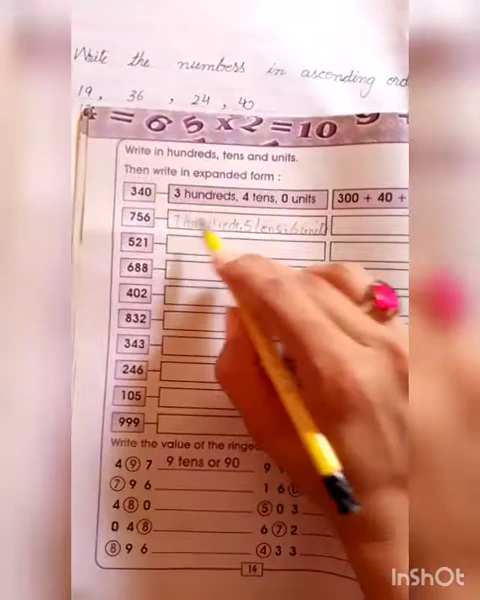 Write the numbers in ascending ord
19, 36, 24, 40
= 6 5 x 2 = 10
Write in hundreds, tens and units.
Then write in expanded form :
340 3 hundreds, 4 tens, 0 units 300 + 40 +
756 7 hundreds, 5 tens, 6 units
521
688
402
832
343
246
105
999
Write the value of the ringed
4 9 7 9 tens or 90 9
7 9 6 1 6
4 8 0 5 0 3
0 4 8 6 7 2
8 9 6 4 3 3
14
InShOt